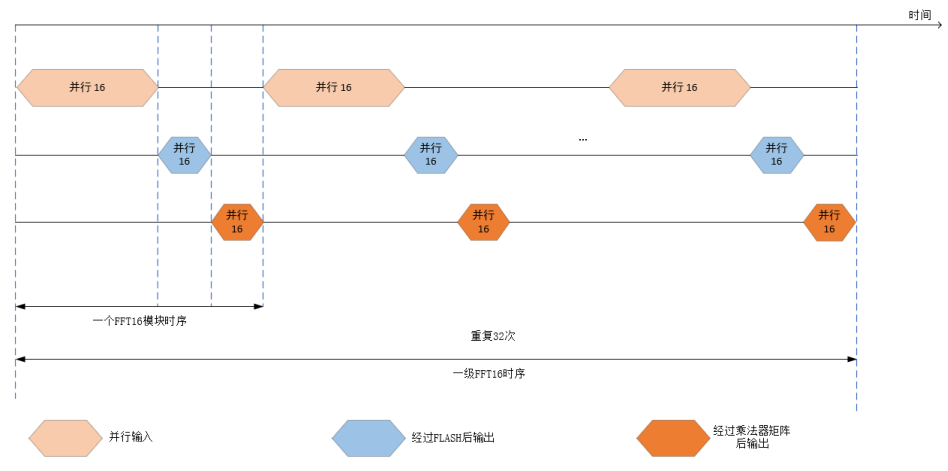 时间
并行 16
并行 16
并行 16
并行
16
并行
16
...
并行
16
并行
16
并行
16
并行
16
一个FFT16模块时序
重复32次
一级FFT16时序
并行输入
经过FLASH后输出
经过乘法器矩阵
后输出